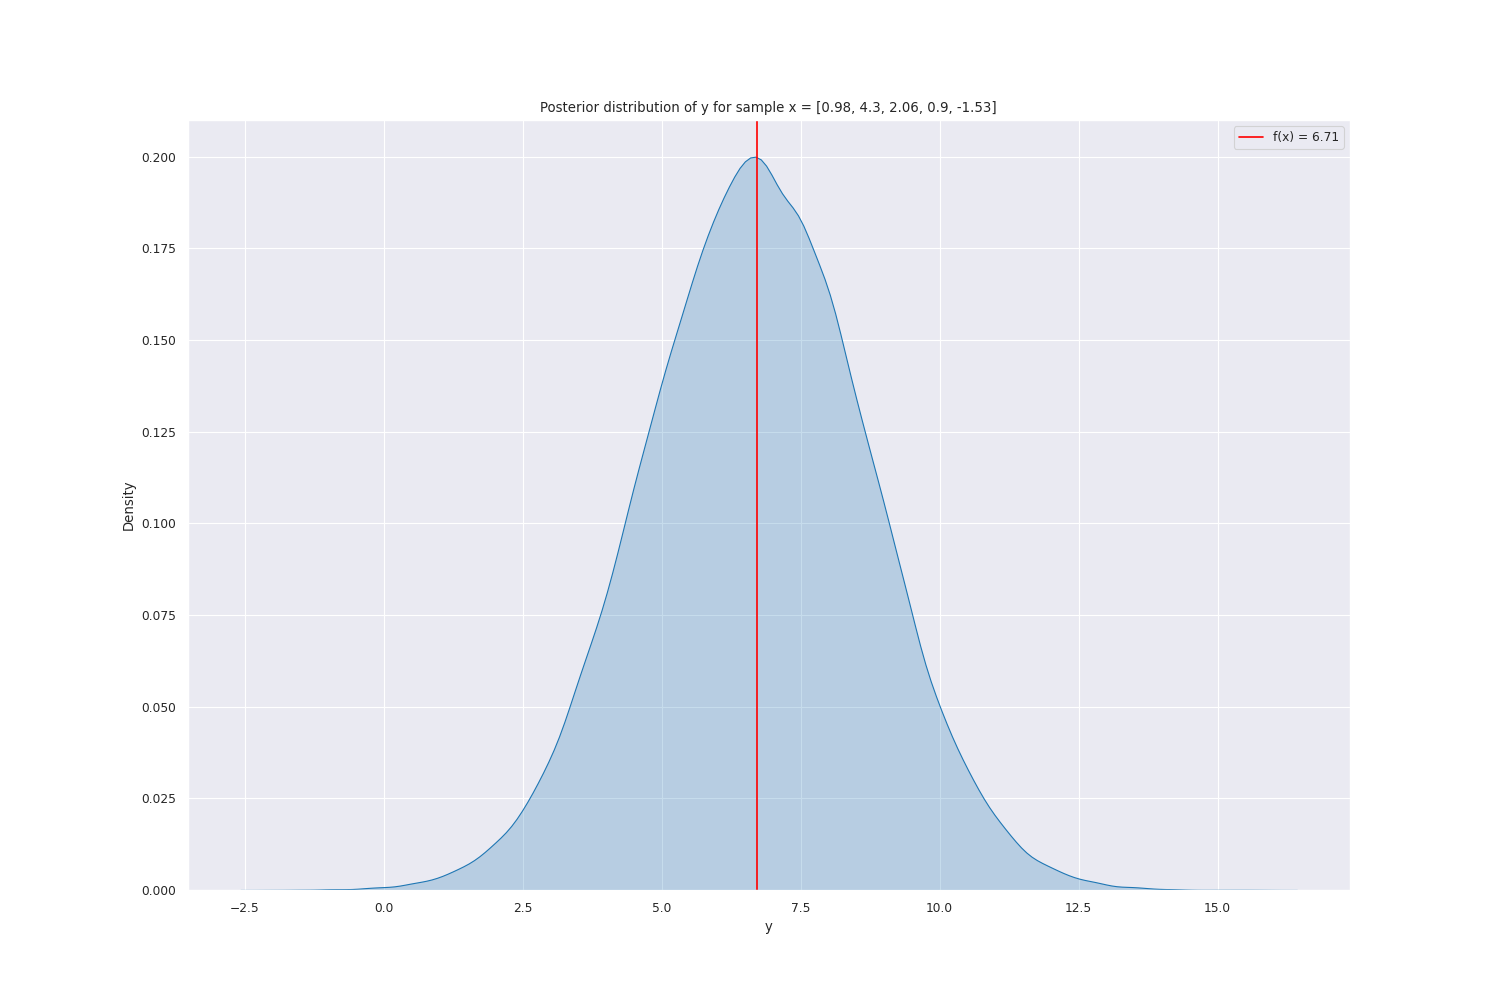 Posterior distribution of y for sample x = [0.98, 4.3, 2.06, 0.9, -1.53]
f(x) = 6.71
0.200
0.175
0.150
0.125
0.100
0.075
0.050
0.025
0.000
Density
−2.5 0.0 2.5 5.0 7.5 10.0 12.5 15.0
y